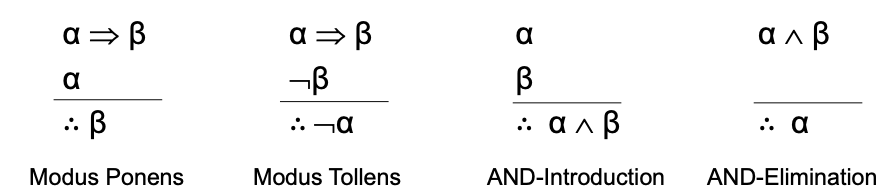 α ⇒ β
α
∴ β
Modus Ponens
α ⇒ β
¬β
∴ ¬α
Modus Tollens
α
β
∴ α ∧ β
AND-Introduction
α ∧ β
∴ α
AND-Elimination